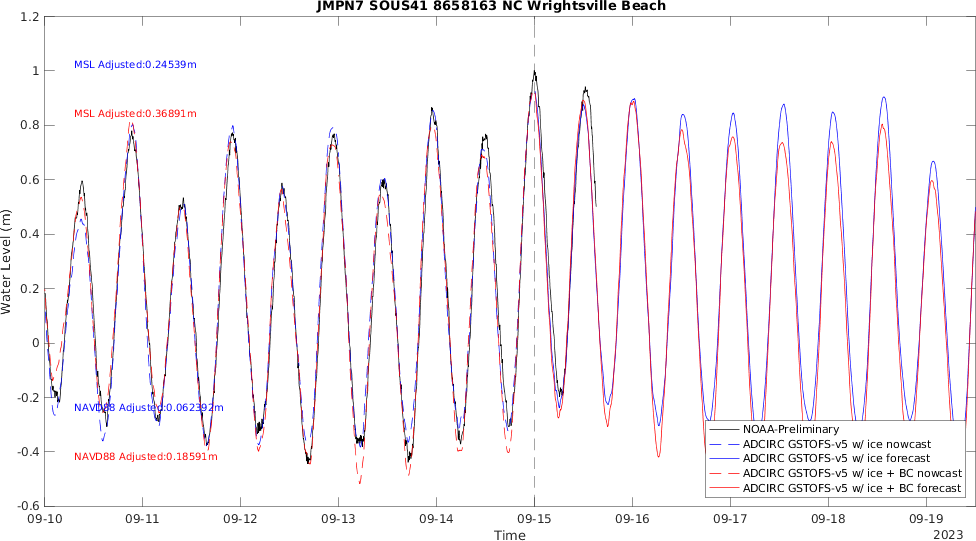 JMPN7 SOUS41 8658163 NC Wrightsville Beach
1.2
1
0.8
0.6
0.4
0.2
0
-0.2
-0.4
-0.6
Water Level (m)
MSL Adjusted:0.24539m
MSL Adjusted:0.36891m
NAVD88 Adjusted:0.062392m
NAVD88 Adjusted:0.18591m
NOAA-Preliminary
ADCIRC GSTOFS-v5 w/ ice nowcast
ADCIRC GSTOFS-v5 w/ ice forecast
ADCIRC GSTOFS-v5 w/ ice + BC nowcast
ADCIRC GSTOFS-v5 w/ ice + BC forecast
09-10 09-11 09-12 09-13 09-14 09-15 09-16 09-17 09-18 09-19
Time
2023